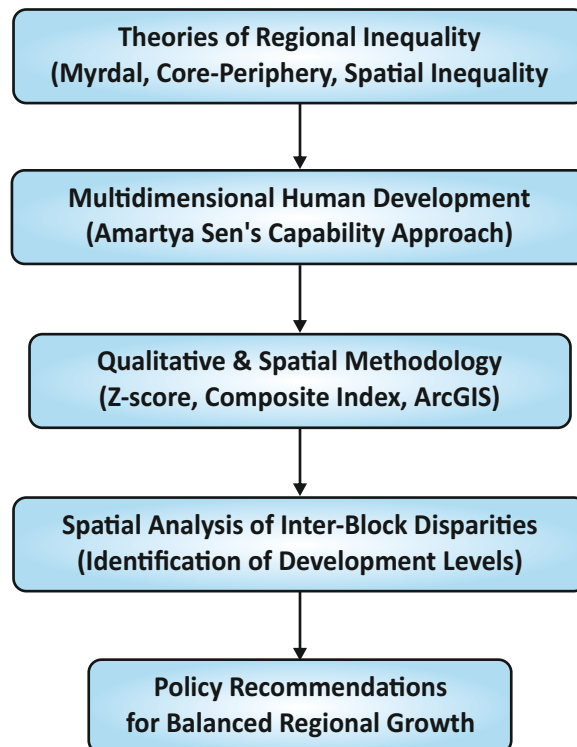 Theories of Regional Inequality
(Myrdal, Core-Periphery, Spatial Inequality
Multidimensional Human Development
(Amartya Sen's Capability Approach)
Qualitative & Spatial Methodology
(Z-score, Composite Index, ArcGIS)
Spatial Analysis of Inter-Block Disparities
(Identification of Development Levels)
Policy Recommendations
for Balanced Regional Growth